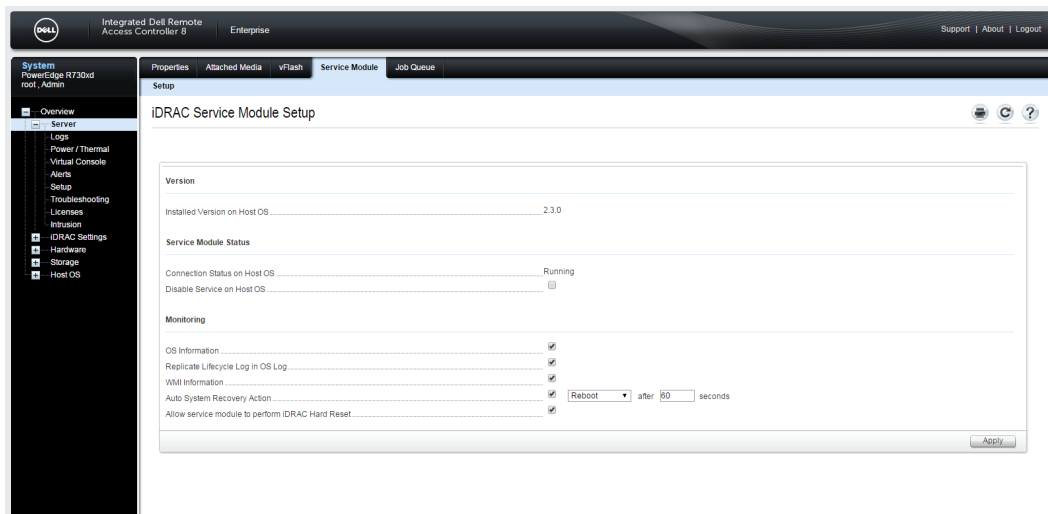 DELL
Integrated Dell Remote
Access Controller 8
Enterprise
Support | About | Logout
System
PowerEdge R730xd
root , Admin
Properties Attached Media vFlash Service Module Job Queue
Setup
Overview
Server
Logs
Power / Thermal
Virtual Console
Alerts
Setup
Troubleshooting
Licenses
Intrusion
iDRAC Settings
Hardware
Storage
Host OS
iDRAC Service Module Setup
Version
Installed Version on Host OS 2.3.0
Service Module Status
Connection Status on Host OS Running
Disable Service on Host OS
Monitoring
OS Information
Replicate Lifecycle Log in OS Log
WMI Information
Auto System Recovery Action Reboot after 60 seconds
Allow service module to perform iDRAC Hard Reset
Apply